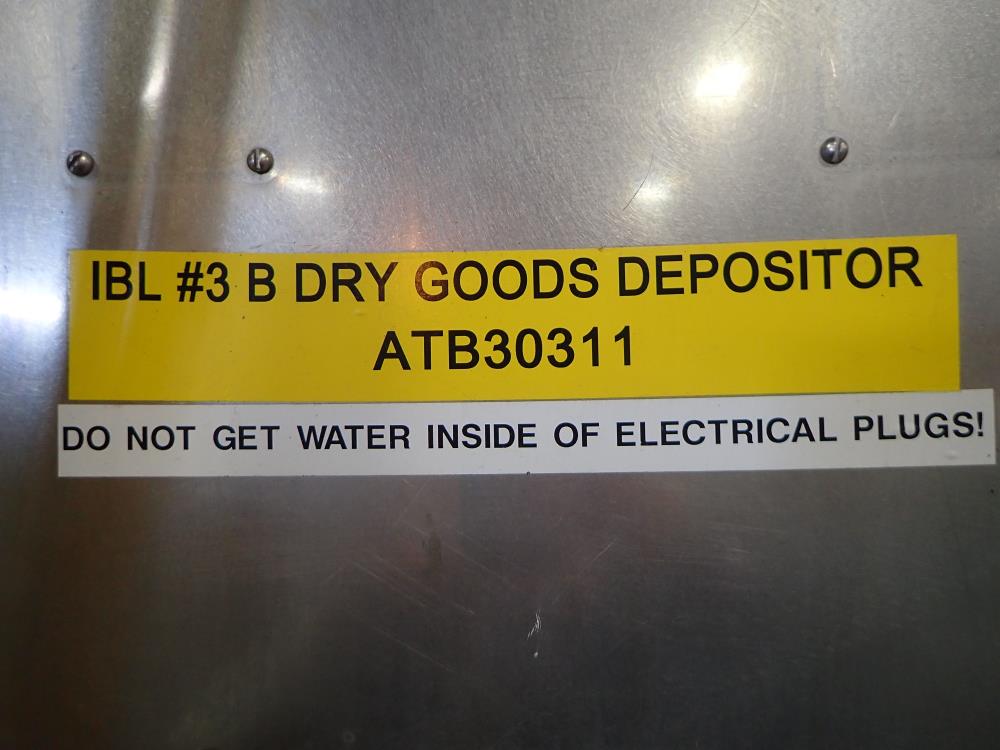 IBL #3 B DRY GOODS DEPOSITOR
ATB30311
DO NOT GET WATER INSIDE OF ELECTRICAL PLUGS!